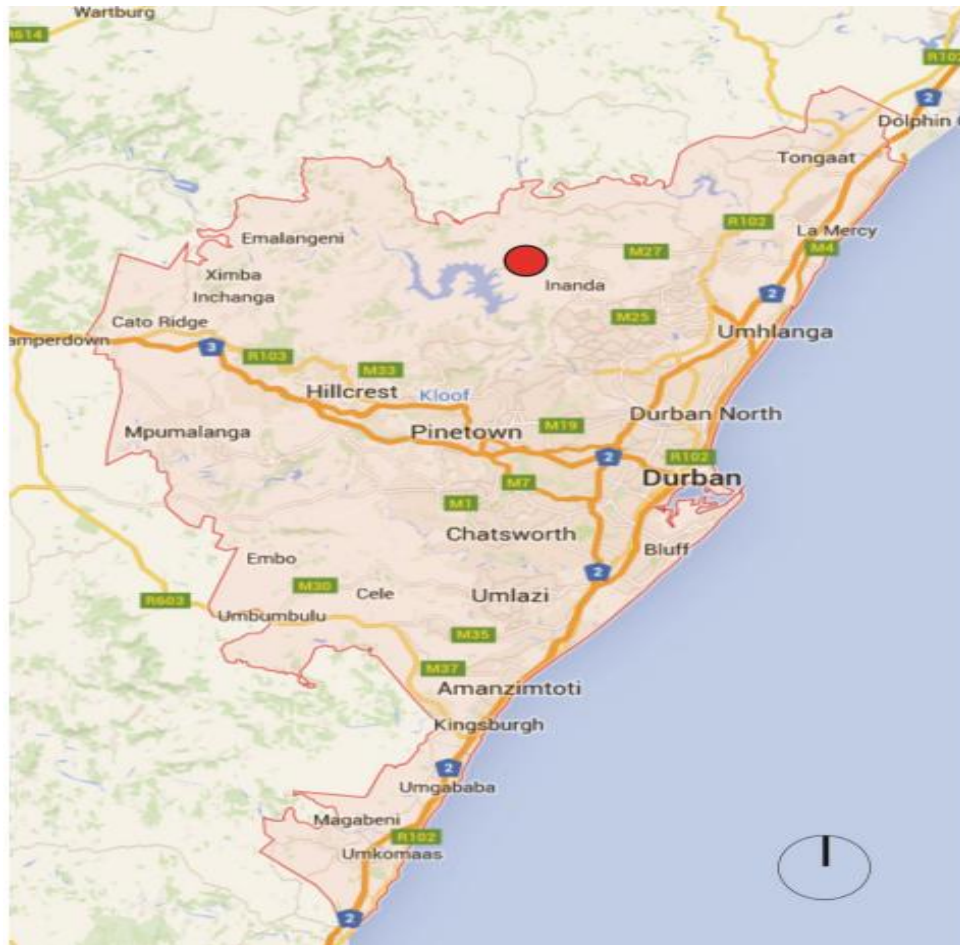 Wartburg
R614
R102
2
Dolphin
Tongaat
R102
La Mercy
Emalangeni
M27
M4
Ximba
Inanda
Inchanga
2
Cato Ridge
M25
Umhlanga
amperdown
3
R103
M33
Hillcrest
Kloof
Durban North
Mpumalanga
Pinetown
M19
2
R102
Durban
M7
M1
Chatsworth
Bluff
Embo
2
M30
Cele
Umlazi
R603
Umbumbulu
M35
M37
Amanzimtoti
Kingsburgh
2
Umgababa
Magabeni
R102
Umkomaas
2